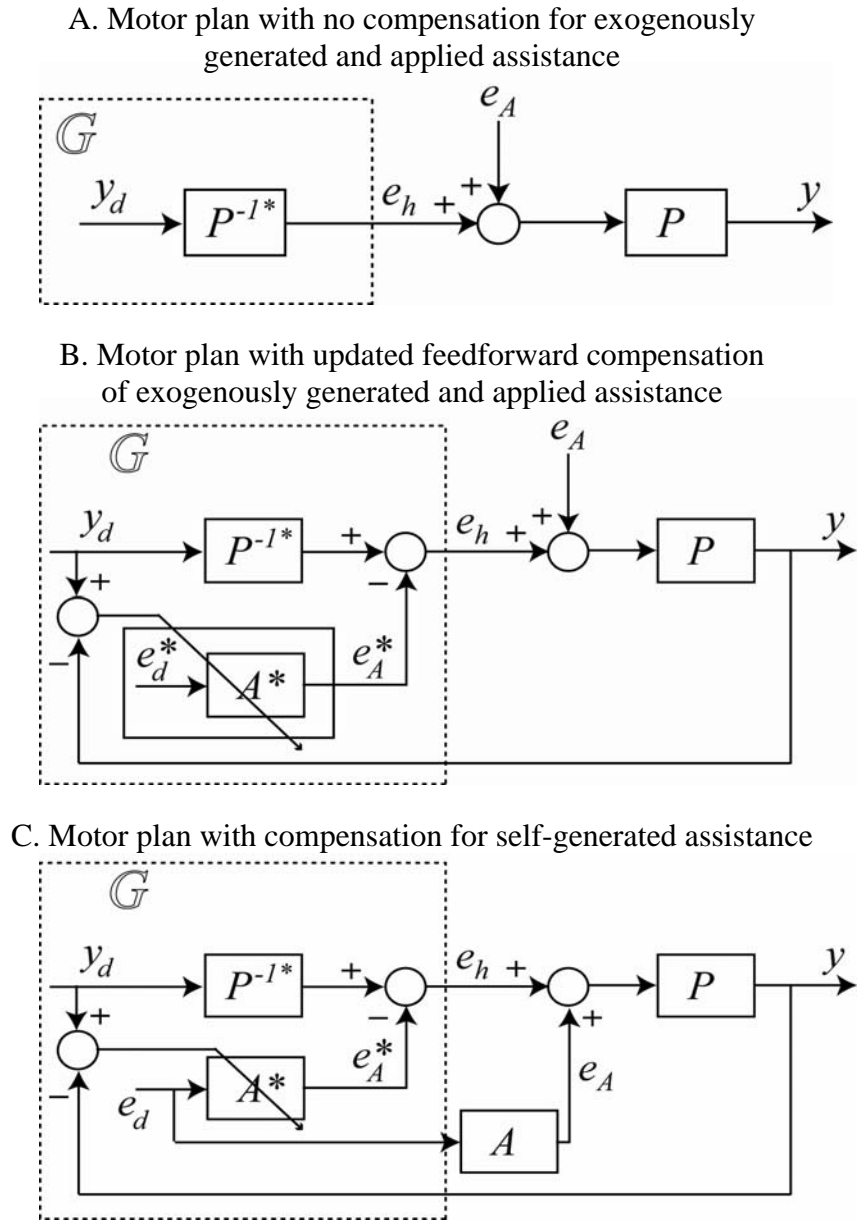 A. Motor plan with no compensation for exogenously
generated and applied assistance
𝔾
e_A
y_d
P^{-1*}
e_h
+
+
P
y
B. Motor plan with updated feedforward compensation
of exogenously generated and applied assistance
𝔾
e_A
y_d
P^{-1*}
+
−
e_h
+
+
P
y
+
−
e_d^*
A*
e_A^*
C. Motor plan with compensation for self-generated assistance
𝔾
y_d
P^{-1*}
+
−
e_h
+
+
P
y
+
−
e_d
A*
e_A^*
e_A
A